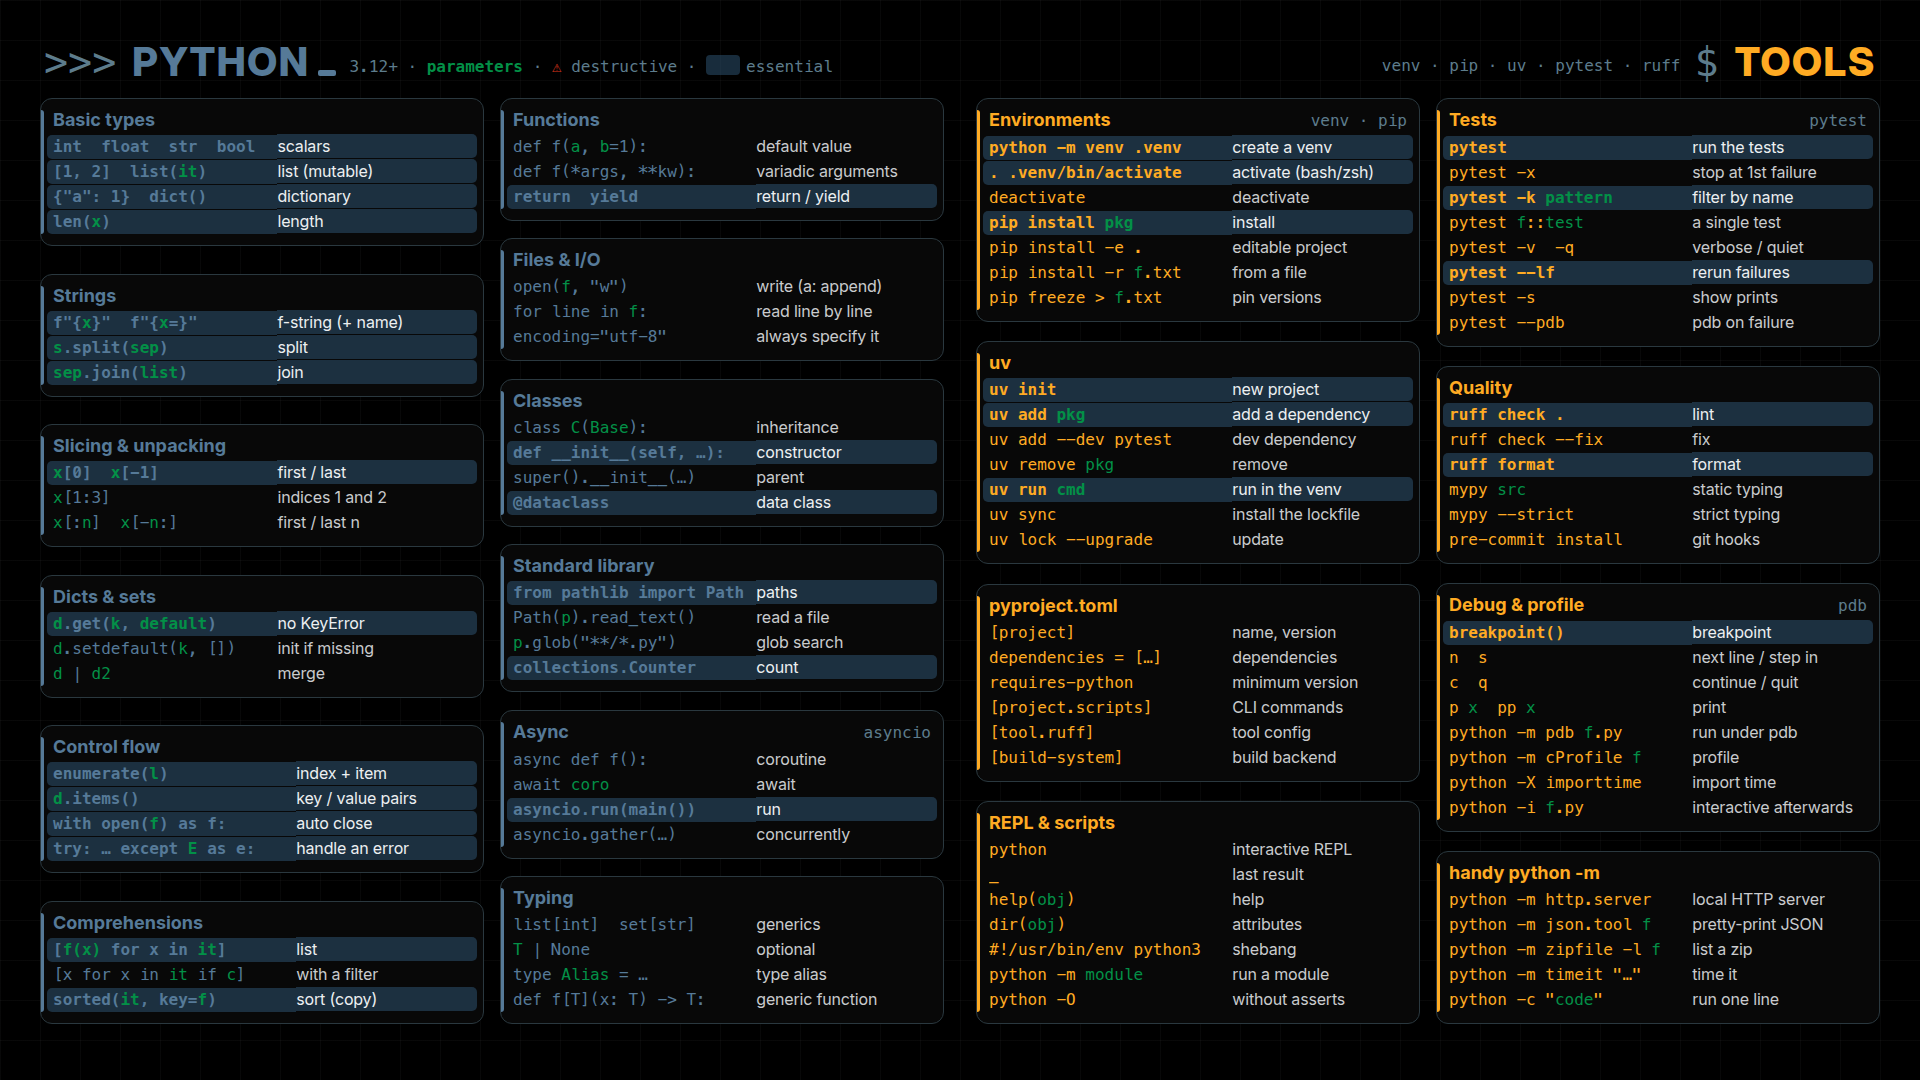 >>> PYTHON_ 3.12+ · parameters · ⚠ destructive · essential
venv · pip · uv · pytest · ruff $ TOOLS
Basic types
int  float  str  bool scalars
[1, 2]  list(it) list (mutable)
{"a": 1}  dict() dictionary
len(x) length
Strings
f"{x}"  f"{x=}" f-string (+ name)
s.split(sep) split
sep.join(list) join
Slicing & unpacking
x[0]  x[-1] first / last
x[1:3] indices 1 and 2
x[:n]  x[-n:] first / last n
Dicts & sets
d.get(k, default) no KeyError
d.setdefault(k, []) init if missing
d | d2 merge
Control flow
enumerate(l) index + item
d.items() key / value pairs
with open(f) as f: auto close
try: … except E as e: handle an error
Comprehensions
[f(x) for x in it] list
[x for x in it if c] with a filter
sorted(it, key=f) sort (copy)
Functions
def f(a, b=1): default value
def f(*args, **kw): variadic arguments
return  yield return / yield
Files & I/O
open(f, "w") write (a: append)
for line in f: read line by line
encoding="utf-8" always specify it
Classes
class C(Base): inheritance
def __init__(self, …): constructor
super().__init__(…) parent
@dataclass data class
Standard library
from pathlib import Path paths
Path(p).read_text() read a file
p.glob("**/*.py") glob search
collections.Counter count
Async asyncio
async def f(): coroutine
await coro await
asyncio.run(main()) run
asyncio.gather(…) concurrently
Typing
list[int]  set[str] generics
T | None optional
type Alias = … type alias
def f[T](x: T) -> T: generic function
Environments venv · pip
python -m venv .venv create a venv
. .venv/bin/activate activate (bash/zsh)
deactivate deactivate
pip install pkg install
pip install -e . editable project
pip install -r f.txt from a file
pip freeze > f.txt pin versions
uv
uv init new project
uv add pkg add a dependency
uv add --dev pytest dev dependency
uv remove pkg remove
uv run cmd run in the venv
uv sync install the lockfile
uv lock --upgrade update
pyproject.toml
[project] name, version
dependencies = […] dependencies
requires-python minimum version
[project.scripts] CLI commands
[tool.ruff] tool config
[build-system] build backend
REPL & scripts
python interactive REPL
_ last result
help(obj) help
dir(obj) attributes
#!/usr/bin/env python3 shebang
python -m module run a module
python -O without asserts
Tests pytest
pytest run the tests
pytest -x stop at 1st failure
pytest -k pattern filter by name
pytest f::test a single test
pytest -v  -q verbose / quiet
pytest --lf rerun failures
pytest -s show prints
pytest --pdb pdb on failure
Quality
ruff check . lint
ruff check --fix fix
ruff format format
mypy src static typing
mypy --strict strict typing
pre-commit install git hooks
Debug & profile pdb
breakpoint() breakpoint
n  s next line / step in
c  q continue / quit
p x  pp x print
python -m pdb f.py run under pdb
python -m cProfile f profile
python -X importtime import time
python -i f.py interactive afterwards
handy python -m
python -m http.server local HTTP server
python -m json.tool f pretty-print JSON
python -m zipfile -l f list a zip
python -m timeit "…" time it
python -c "code" run one line